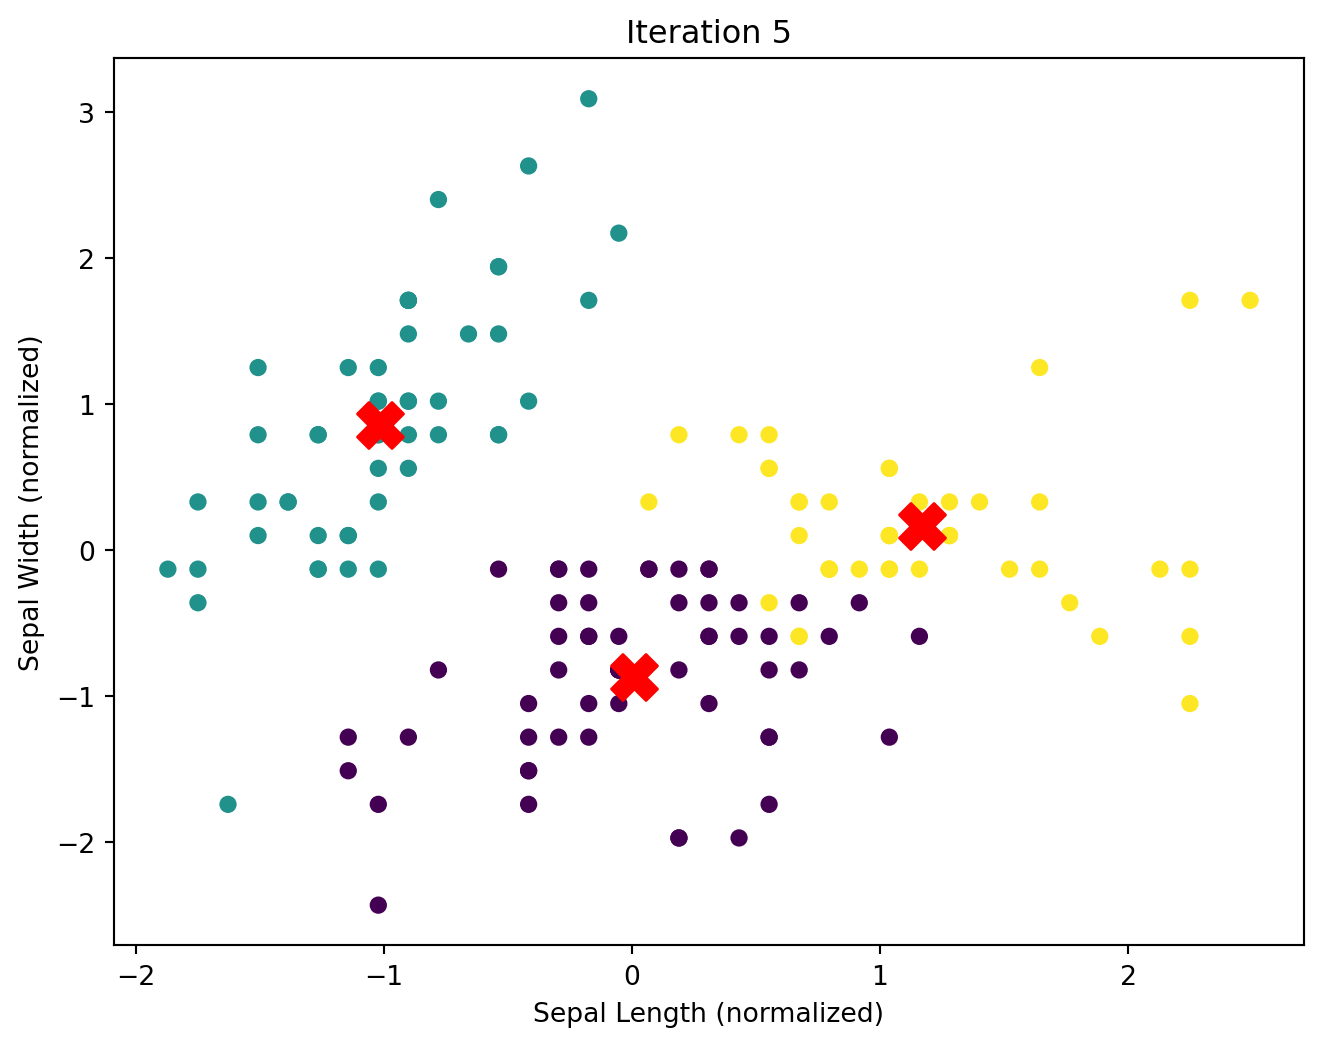 Iteration 5
3
2
1
0
−1
−2
Sepal Width (normalized)
−2 −1 0 1 2
Sepal Length (normalized)